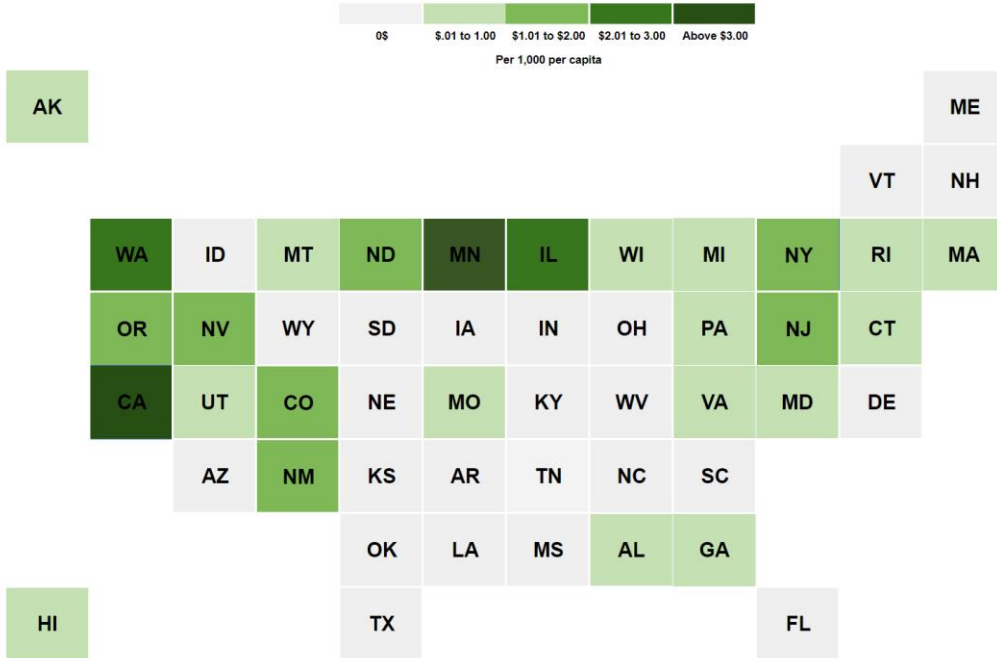 0$ $.01 to 1.00 $1.01 to $2.00 $2.01 to 3.00 Above $3.00
Per 1,000 per capita
AK ME
VT NH
WA ID MT ND MN IL WI MI NY RI MA
OR NV WY SD IA IN OH PA NJ CT
CA UT CO NE MO KY WV VA MD DE
AZ NM KS AR TN NC SC
OK LA MS AL GA
HI TX FL